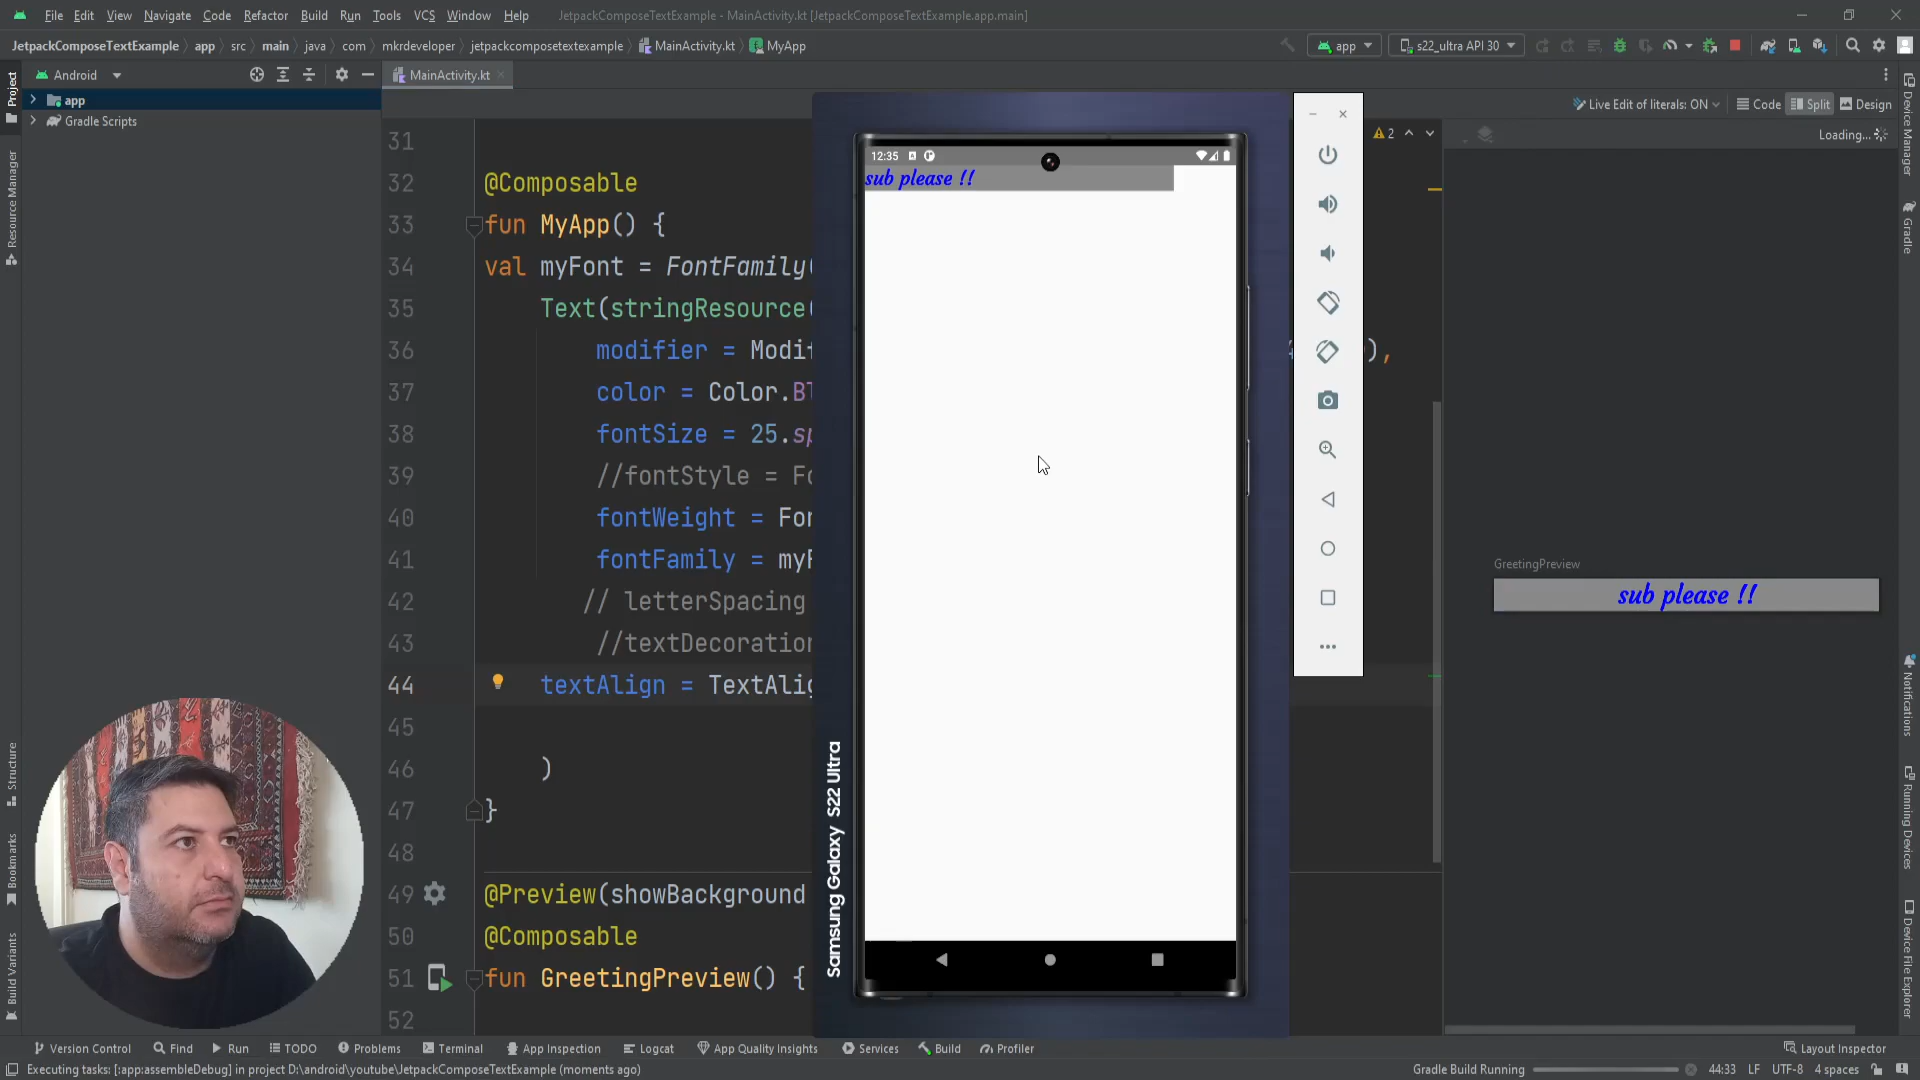 File Edit View Navigate Code Refactor Build Run Tools VCS Window Help JetpackComposeTextExample - MainActivity.kt [JetpackComposeTextExample.app.main]
JetpackComposeTextExample app src main java com mkrdeveloper jetpackcomposetextexample MainActivity.kt MyApp app s22_ultra API 30
Android MainActivity.kt
app
Gradle Scripts
Project
Resource Manager
Structure
Bookmarks
Build Variants
Live Edit of literals: ON Code Split Design
2 Loading...
31
32 @Composable
33 fun MyApp() {
34 val myFont = FontFamily(
35 Text(stringResource(
36 modifier = Modif ),
37 color = Color.Bl
38 fontSize = 25.sp
39 //fontStyle = Fo
40 fontWeight = Fon
41 fontFamily = myF
42 // letterSpacing
43 //textDecoration
44 textAlign = TextAlig
45
46 )
47 }
48
49 @Preview(showBackground
50 @Composable
51 fun GreetingPreview() {
52
12:35
sub please !!
Samsung Galaxy S22 Ultra
GreetingPreview
sub please !!
Device Manager
Gradle
Notifications
Running Devices
Device File Explorer
Version Control Find Run TODO Problems Terminal App Inspection Logcat App Quality Insights Services Build Profiler Layout Inspector
Executing tasks: [:app:assembleDebug] in project D:\android\youtube\JetpackComposeTextExample (moments ago) Gradle Build Running 44:33 LF UTF-8 4 spaces